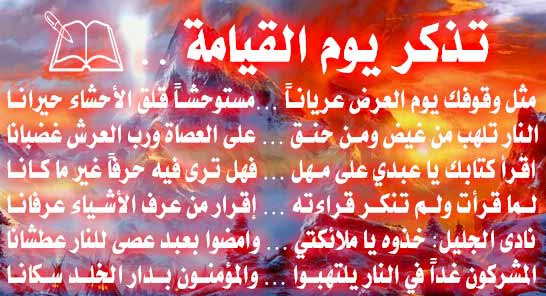 تذكر يوم القيامة . .
مثل وقوفك يوم العرض عرياناً ... مستوحشاً قلق الأحشاء حيرانا
النار تلهب من غيض ومن حنق ... على العصاة ورب العرش غضبانا
اقرأ كتابك يا عبدي على مهل ... فهل ترى فيه حرفاً غير ما كانا
لما قرأت ولم تنكر قراءته ... إقرار من عرف الأشياء عرفانا
نادى الجليل: خذوه يا ملائكتي ... وامضوا بعبد عصى للنار عطشانا
المشركون غداً في النار يلتهبوا ... والمؤمنون بدار الخلد سكانا